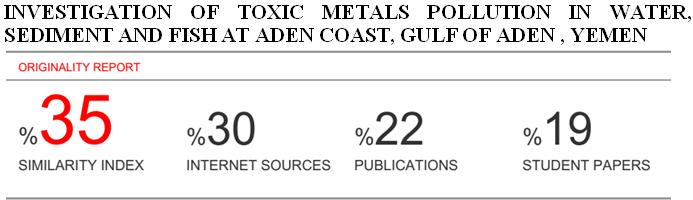 INVESTIGATION OF TOXIC METALS POLLUTION IN WATER,
SEDIMENT AND FISH AT ADEN COAST, GULF OF ADEN , YEMEN
ORIGINALITY REPORT
%35 %30 %22 %19
SIMILARITY INDEX INTERNET SOURCES PUBLICATIONS STUDENT PAPERS